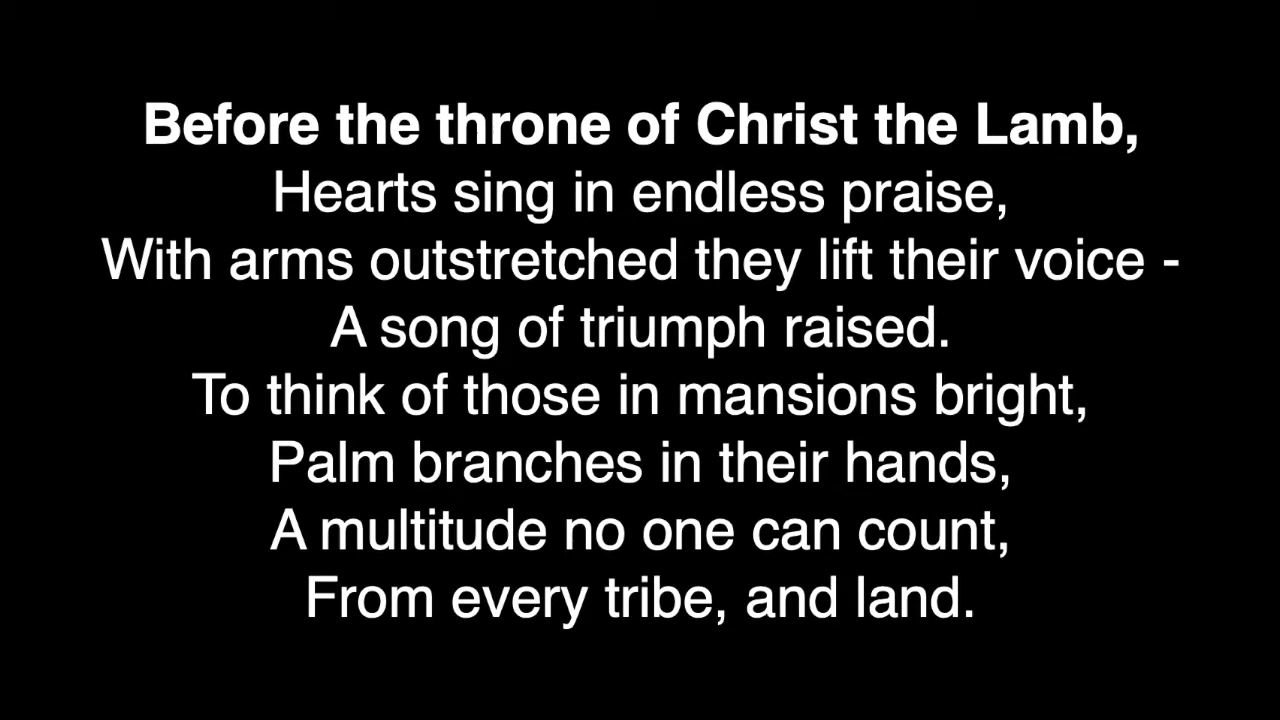 Before the throne of Christ the Lamb,
Hearts sing in endless praise,
With arms outstretched they lift their voice -
A song of triumph raised.
To think of those in mansions bright,
Palm branches in their hands,
A multitude no one can count,
From every tribe, and land.